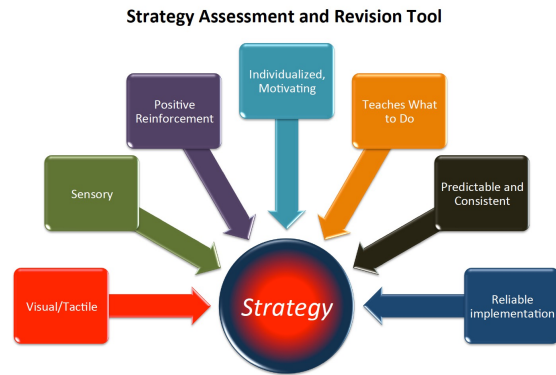 Strategy Assessment and Revision Tool
Visual/Tactile
Sensory
Positive
Reinforcement
Individualized,
Motivating
Teaches What
to Do
Predictable and
Consistent
Reliable
implementation
Strategy